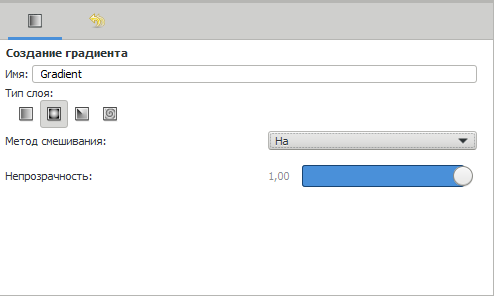 Создание градиента
Имя: Gradient
Тип слоя:
Метод смешивания: На
Непрозрачность: 1,00